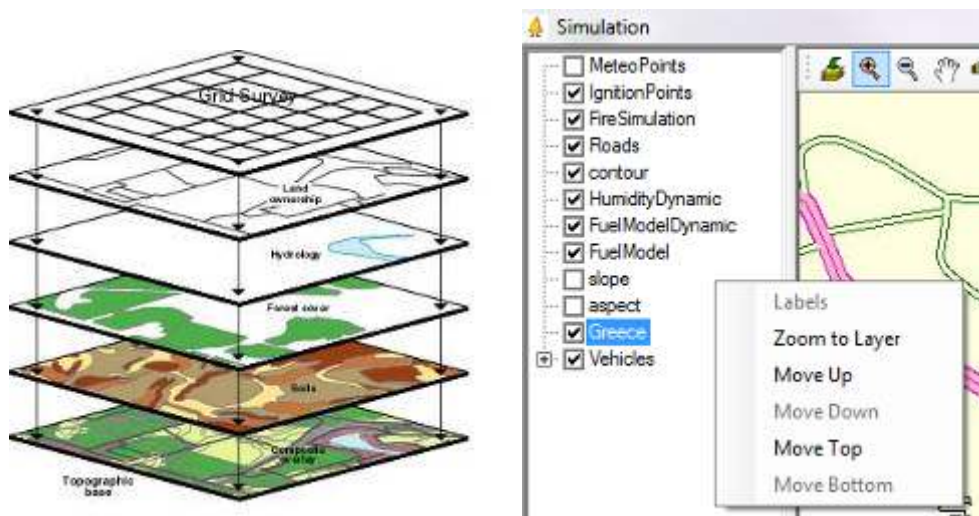 Grid Survey
Land
ownership
Hydrology
Forest cover
Soils
Composite
overlay
Topographic
base
Simulation
MeteoPoints
IgnitionPoints
FireSimulation
Roads
contour
HumidityDynamic
FuelModelDynamic
FuelModel
slope
aspect
Greece
Vehicles
Labels
Zoom to Layer
Move Up
Move Down
Move Top
Move Bottom